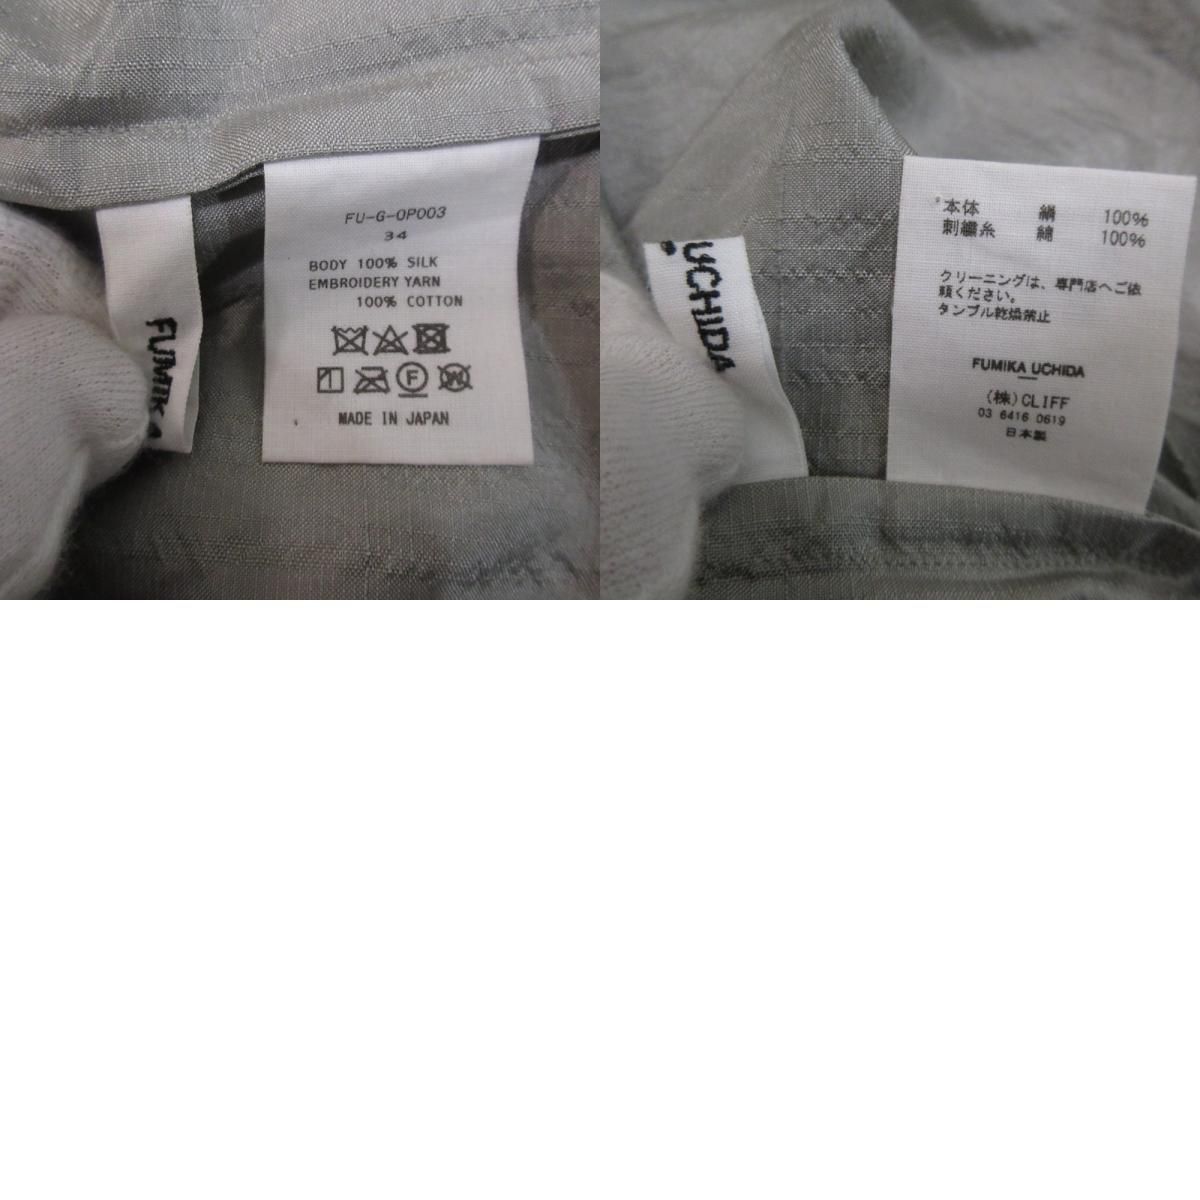 FU-G-OP003
34
BODY 100% SILK
EMBROIDERY YARN
100% COTTON
F
W
MADE IN JAPAN
FUMIKA
UCHIDA
本体 絹 100%
刺繍糸 綿 100%
クリーニングは、専門店へご依
頼ください。
タンブル乾燥禁止
FUMIKA UCHIDA
(株)CLIFF
03 6416 0619
日本製